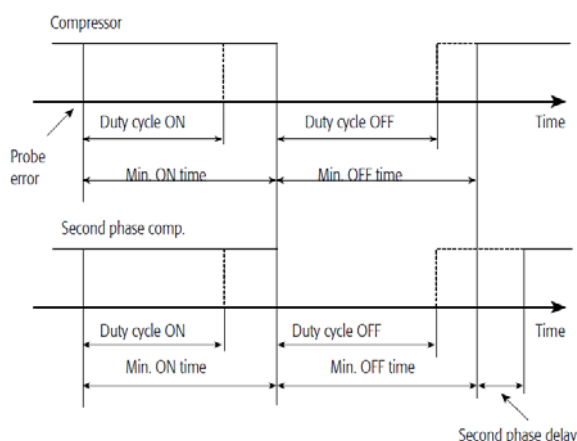 Compressor
Duty cycle ON Duty cycle OFF Time
Probe
error
Min. ON time Min. OFF time
Second phase comp.
Duty cycle ON Duty cycle OFF Time
Min. ON time Min. OFF time
Second phase delay